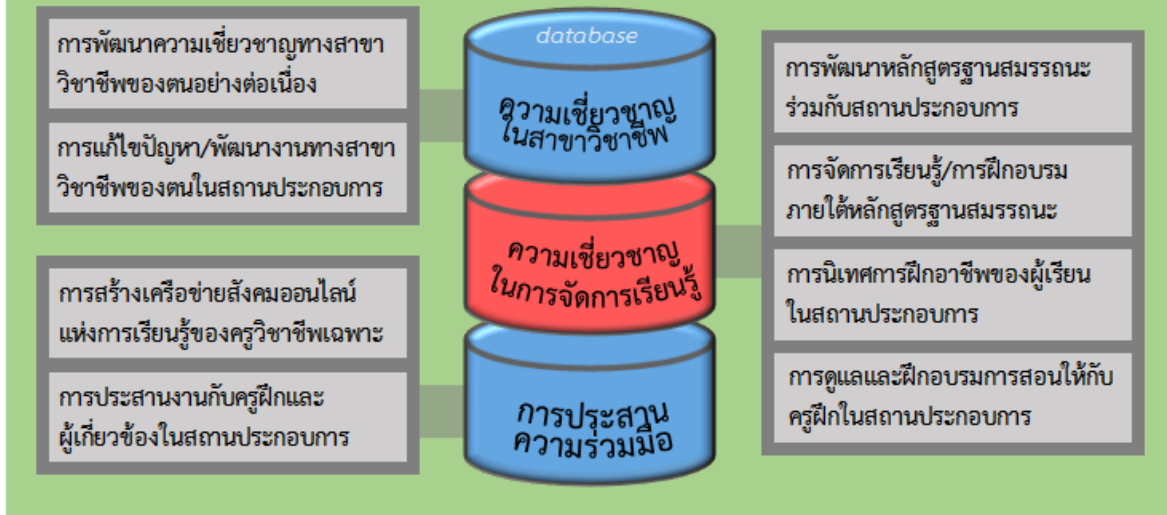 การพัฒนาความเชี่ยวชาญทางสาขา
วิชาชีพของตนอย่างต่อเนื่อง
การแก้ไขปัญหา/พัฒนางานทางสาขา
วิชาชีพของตนในสถานประกอบการ
การสร้างเครือข่ายสังคมออนไลน์
แห่งการเรียนรู้ของครูวิชาชีพเฉพาะ
การประสานงานกับครูฝึกและ
ผู้เกี่ยวข้องในสถานประกอบการ
database
ความเชี่ยวชาญ
ในสาขาวิชาชีพ
ความเชี่ยวชาญ
ในการจัดการเรียนรู้
การประสาน
ความร่วมมือ
การพัฒนาหลักสูตรฐานสมรรถนะ
ร่วมกับสถานประกอบการ
การจัดการเรียนรู้/การฝึกอบรม
ภายใต้หลักสูตรฐานสมรรถนะ
การนิเทศการฝึกอาชีพของผู้เรียน
ในสถานประกอบการ
การดูแลและฝึกอบรมการสอนให้กับ
ครูฝึกในสถานประกอบการ